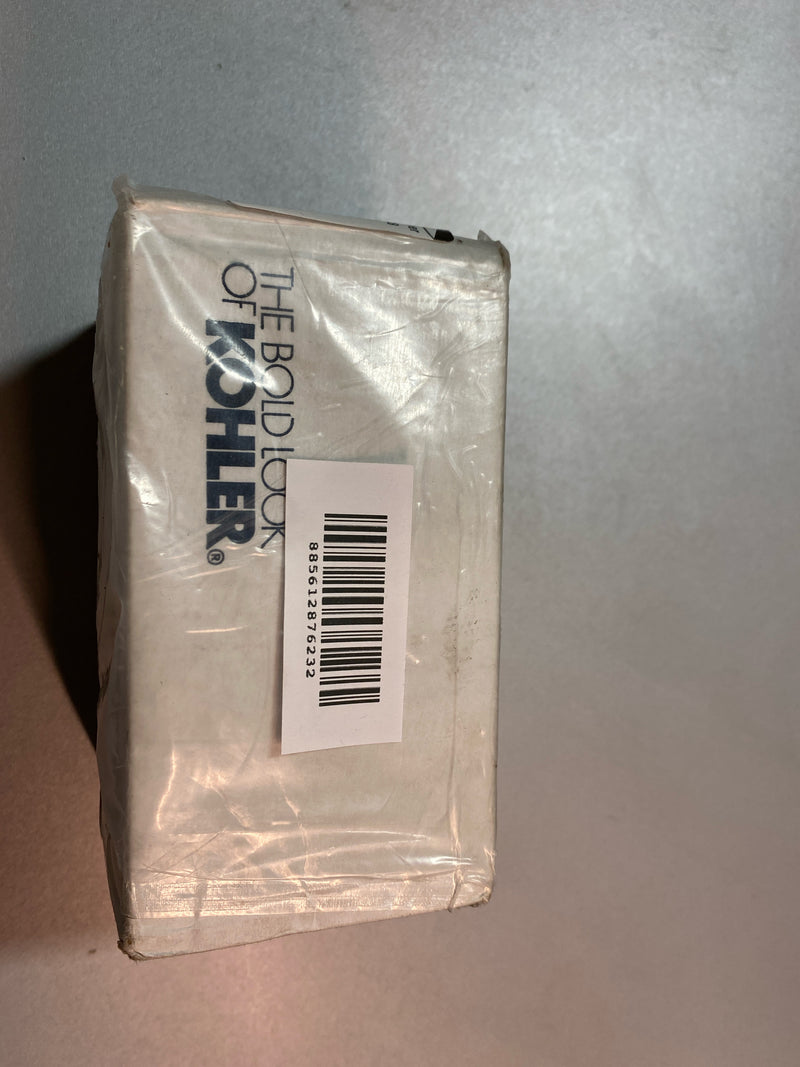 THE BOLD LOOK
OF KOHLER®
885612876232